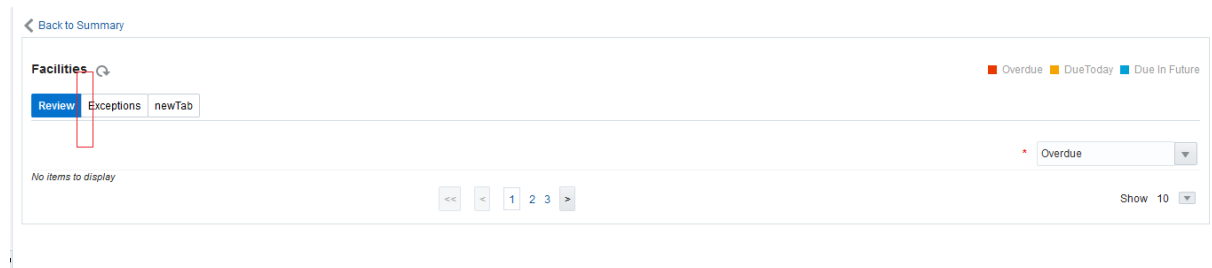 Back to Summary
Facilities
Overdue DueToday Due In Future
Review Exceptions newTab
* Overdue
No items to display
<< < 1 2 3 >
Show 10